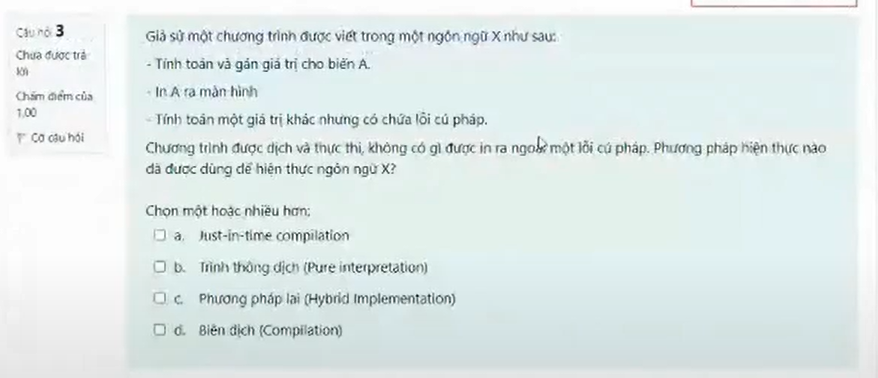 Câu hỏi 3
Chưa được trả
lời
Chấm điểm của
1,00
Cờ câu hỏi
Giả sử một chương trình được viết trong một ngôn ngữ X như sau:
- Tính toán và gán giá trị cho biến A.
- In A ra màn hình
- Tính toán một giá trị khác nhưng có chứa lỗi cú pháp.
Chương trình được dịch và thực thi, không có gì được in ra ngoài một lỗi cú pháp. Phương pháp hiện thực nào
đã được dùng để hiện thực ngôn ngữ X?
Chọn một hoặc nhiều hơn:
a. Just-in-time compilation
b. Trình thông dịch (Pure interpretation)
c. Phương pháp lai (Hybrid Implementation)
d. Biên dịch (Compilation)